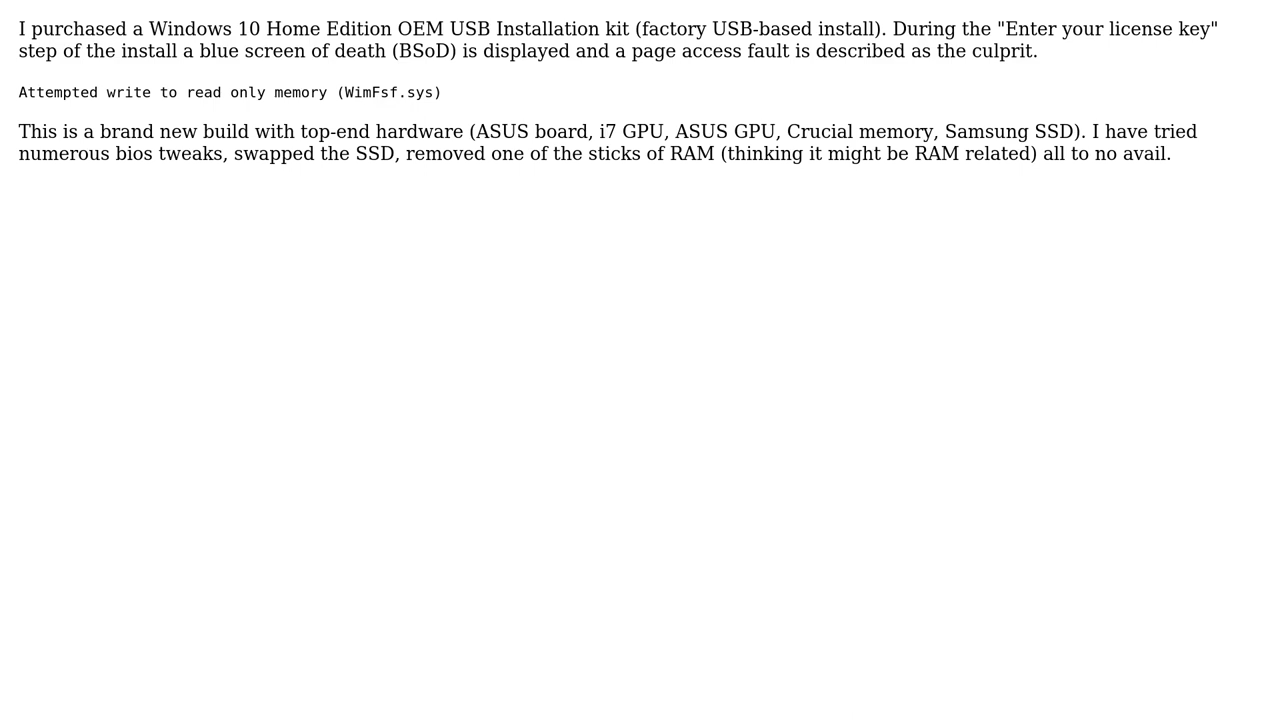 I purchased a Windows 10 Home Edition OEM USB Installation kit (factory USB-based install). During the "Enter your license key"
step of the install a blue screen of death (BSoD) is displayed and a page access fault is described as the culprit.
Attempted write to read only memory (WimFsf.sys)
This is a brand new build with top-end hardware (ASUS board, i7 GPU, ASUS GPU, Crucial memory, Samsung SSD). I have tried
numerous bios tweaks, swapped the SSD, removed one of the sticks of RAM (thinking it might be RAM related) all to no avail.